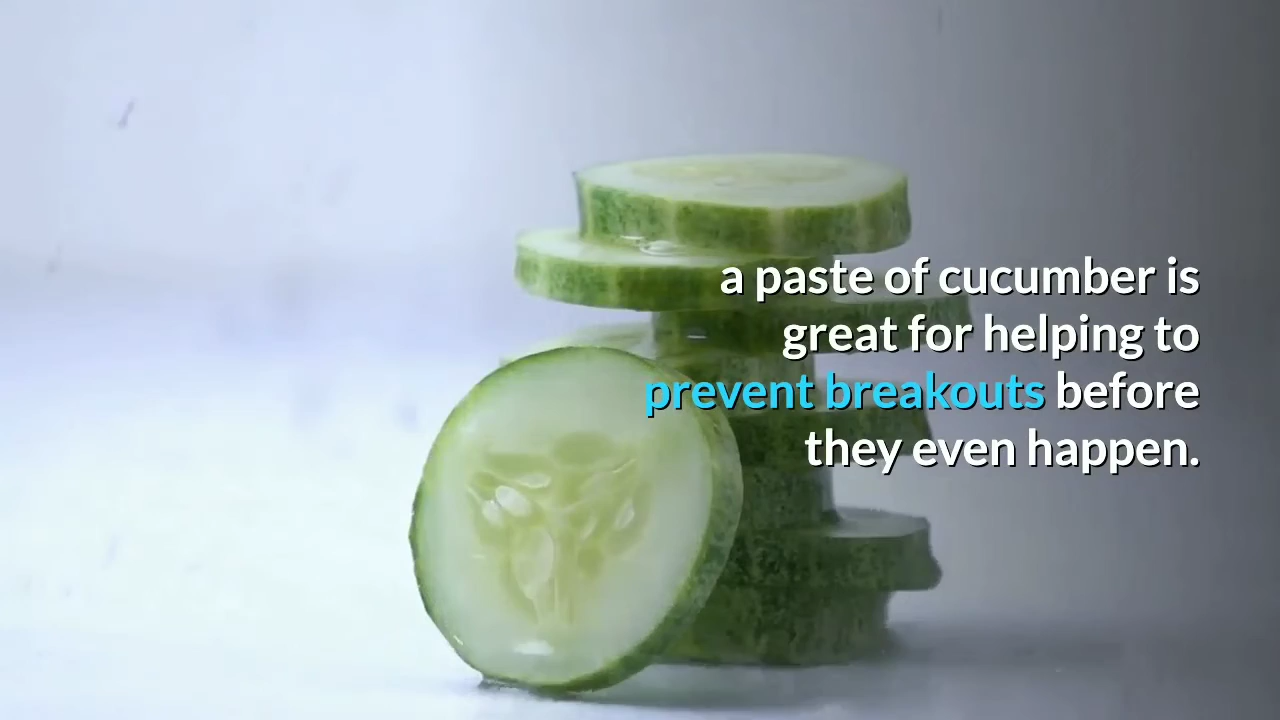 a paste of cucumber is
great for helping to
prevent breakouts before
they even happen.